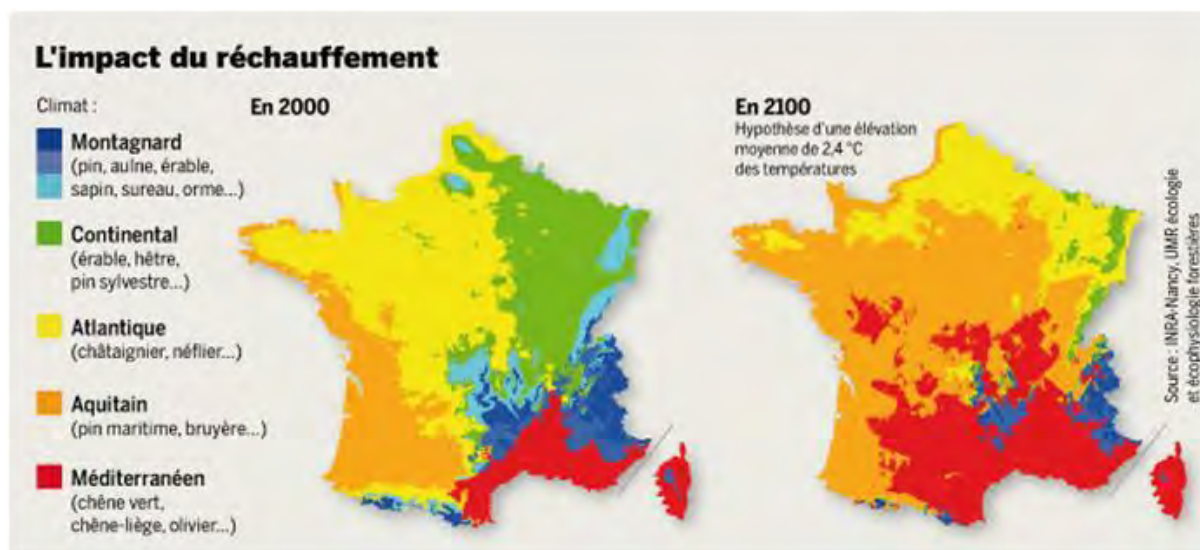 L'impact du réchauffement
Climat :
Montagnard
(pin, aulne, érable,
sapin, sureau, orme...)
Continental
(érable, hêtre,
pin sylvestre...)
Atlantique
(châtaignier, néflier...)
Aquitain
(pin maritime, bruyère...)
Méditerranéen
(chêne vert,
chêne-liège, olivier...)
En 2000
En 2100
Hypothèse d'une élévation
moyenne de 2,4 °C
des températures
Source : INRA-Nancy, UMR écologie
et écophysiologie forestières